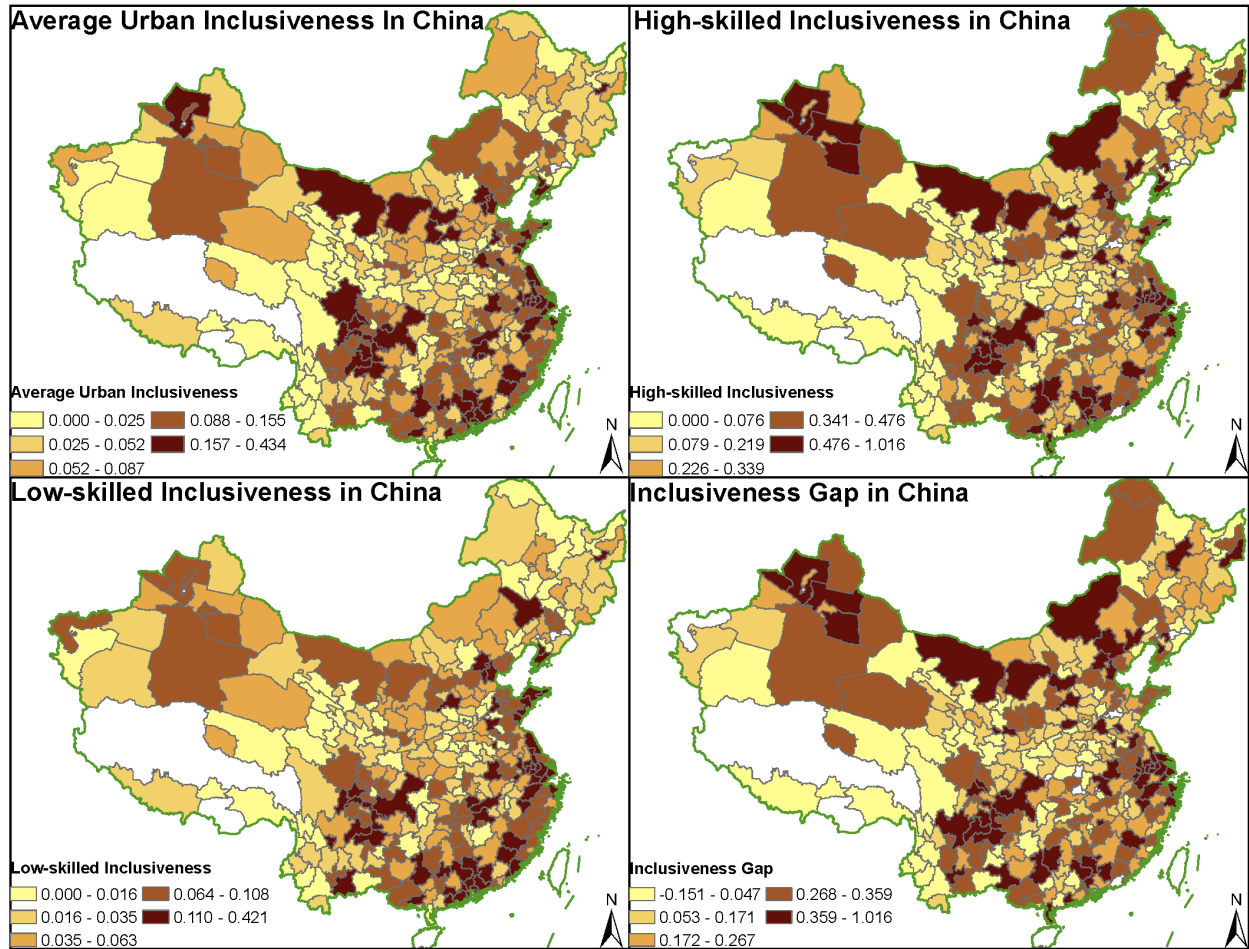 Average Urban Inclusiveness In China
Average Urban Inclusiveness
0.000 - 0.025
0.088 - 0.155
0.025 - 0.052
0.157 - 0.434
0.052 - 0.087
N
High-skilled Inclusiveness in China
High-skilled Inclusiveness
0.000 - 0.076
0.341 - 0.476
0.079 - 0.219
0.476 - 1.016
0.226 - 0.339
N
Low-skilled Inclusiveness in China
Low-skilled Inclusiveness
0.000 - 0.016
0.064 - 0.108
0.016 - 0.035
0.110 - 0.421
0.035 - 0.063
N
Inclusiveness Gap in China
Inclusiveness Gap
-0.151 - 0.047
0.268 - 0.359
0.053 - 0.171
0.359 - 1.016
0.172 - 0.267
N